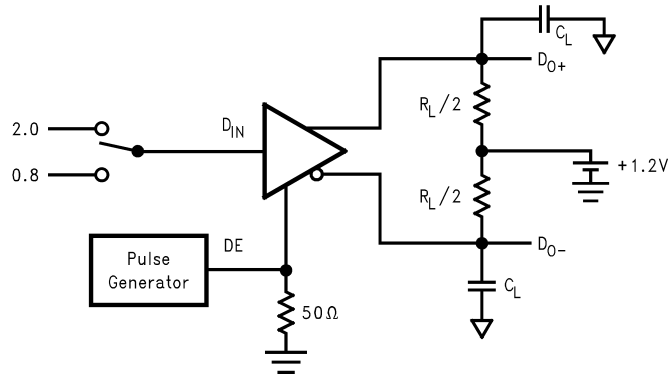 C_L
D_O+
R_L/2
2.0
D_IN
+1.2V
0.8
R_L/2
DE
D_O−
Pulse
Generator
C_L
50Ω